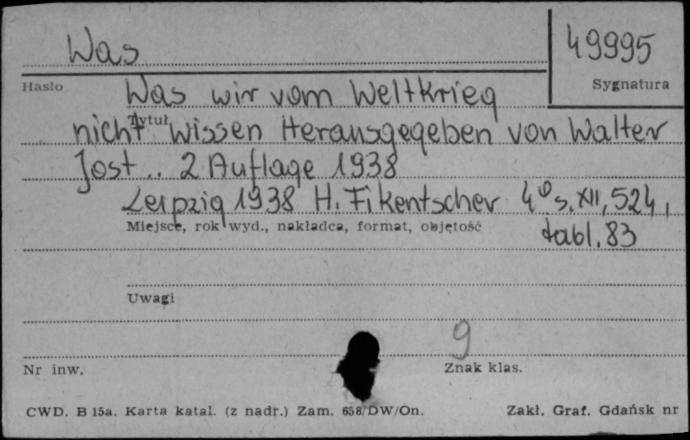 Was
49995
Hasło
Sygnatura
Was wir vom Weltkrieg
Tytuł
nicht wissen Herausgegeben von Walter
Jost.. 2 Auflage 1938
Leipzig 1938 H. Fikentscher 4° s. XII, 524,
Miejsce, rok wyd., nakładca, format, objętość
tabl. 83
Uwagi
9
Nr inw.
Znak klas.
CWD. B 15a. Karta katal. (z nadr.) Zam. 658/DW/On.
Zakł. Graf. Gdańsk nr